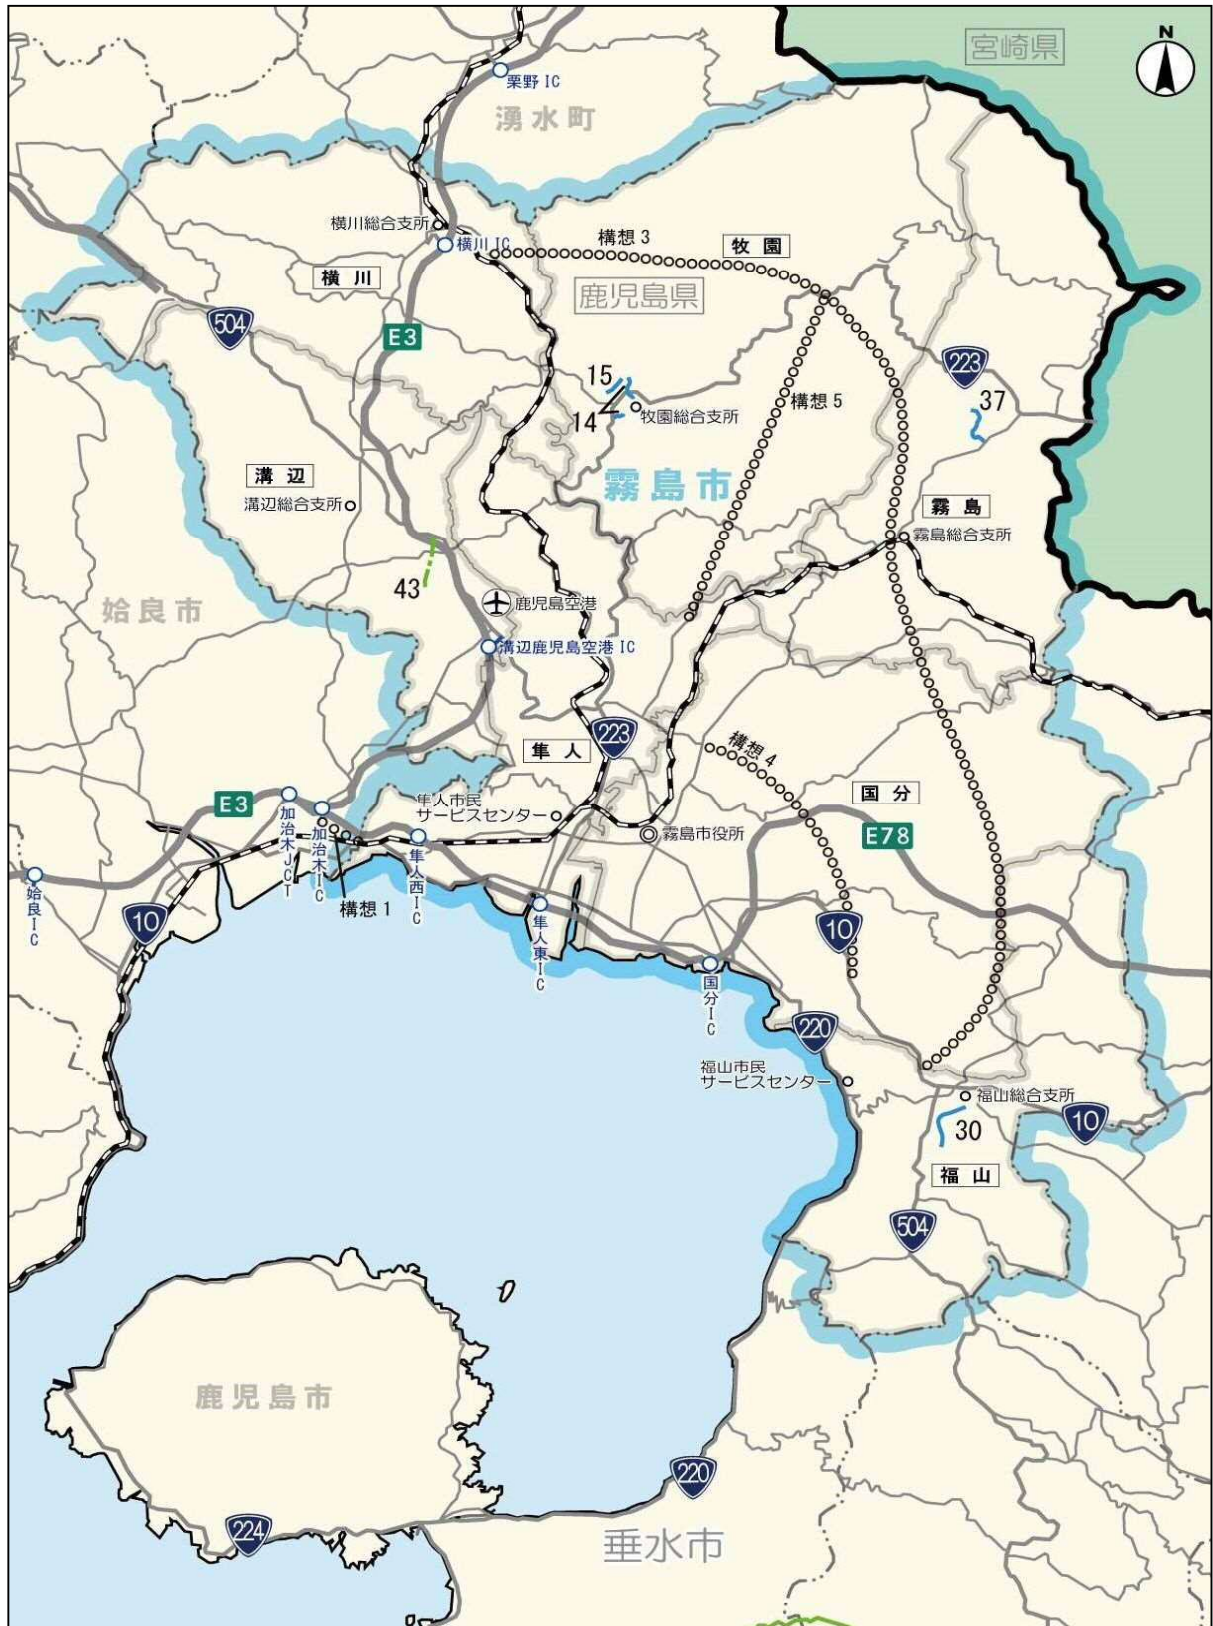 宮崎県
N
栗野 IC
湧水町
横川総合支所
横川 IC
構想 3
牧園
横川
鹿児島県
504
E3
223
15
14
牧園総合支所
構想 5
37
溝辺
溝辺総合支所
霧島市
霧島
霧島総合支所
43
鹿児島空港
姶良市
溝辺鹿児島空港 IC
隼人
223
構想 4
国分
E3
加治木JCT
加治木IC
隼人市民
サービスセンター
霧島市役所
E78
姶良IC
隼人西IC
構想 1
10
隼人東IC
10
国分IC
220
福山市民
サービスセンター
福山総合支所
10
30
福山
504
鹿児島市
220
224
垂水市